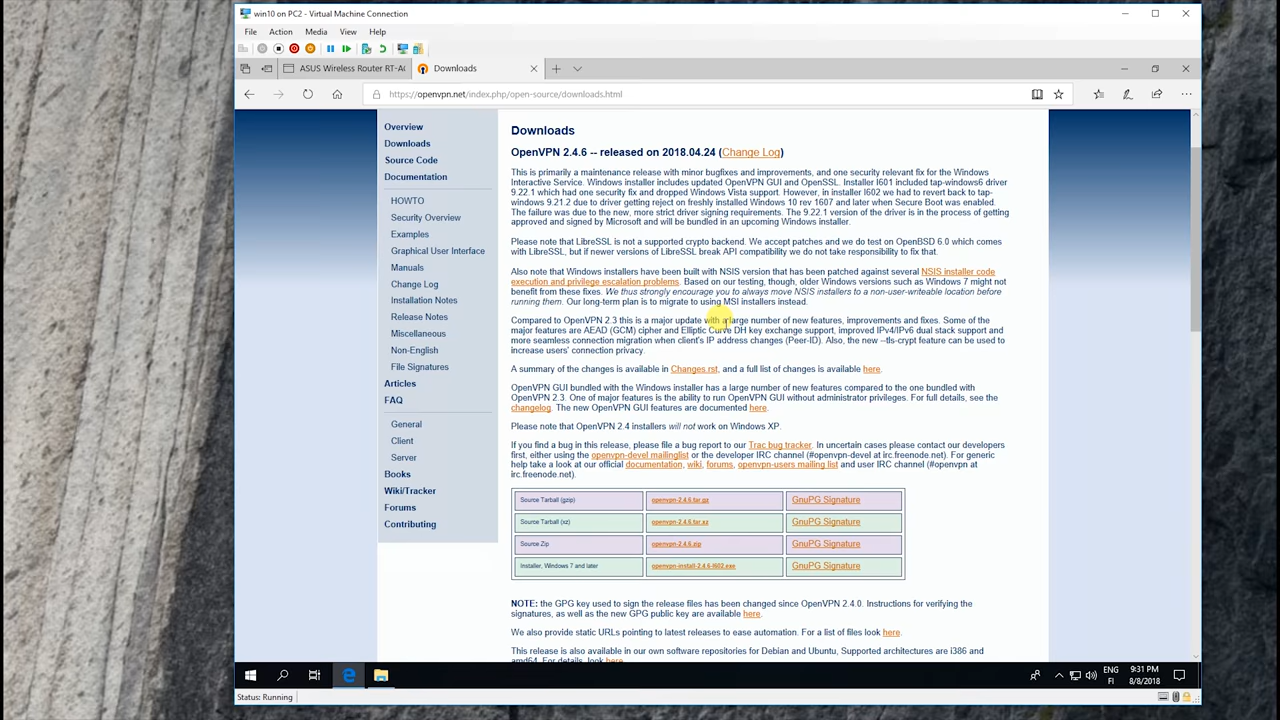 win10 on PC2 - Virtual Machine Connection
File Action Media View Help
ASUS Wireless Router RT-AC
Downloads
https://openvpn.net/index.php/open-source/downloads.html
Overview
Downloads
Source Code
Documentation
HOWTO
Security Overview
Examples
Graphical User Interface
Manuals
Change Log
Installation Notes
Release Notes
Miscellaneous
Non-English
File Signatures
Articles
FAQ
General
Client
Server
Books
Wiki/Tracker
Forums
Contributing
Downloads
OpenVPN 2.4.6 -- released on 2018.04.24 (Change Log)
This is primarily a maintenance release with minor bugfixes and improvements, and one security relevant fix for the Windows
Interactive Service. Windows installer includes updated OpenVPN GUI and OpenSSL. Installer I601 included tap-windows6 driver
9.22.1 which had one security fix and dropped Windows Vista support. However, in installer I602 we had to revert back to tap-
windows 9.21.2 due to driver getting reject on freshly installed Windows 10 rev 1607 and later when Secure Boot was enabled.
The failure was due to the new, more strict driver signing requirements. The 9.22.1 version of the driver is in the process of getting
approved and signed by Microsoft and will be bundled in an upcoming Windows installer.
Please note that LibreSSL is not a supported crypto backend. We accept patches and we do test on OpenBSD 6.0 which comes
with LibreSSL, but if newer versions of LibreSSL break API compatibility we do not take responsibility to fix that.
Also note that Windows installers have been built with NSIS version that has been patched against several NSIS installer code
execution and privilege escalation problems. Based on our testing, though, older Windows versions such as Windows 7 might not
benefit from these fixes. We thus strongly encourage you to always move NSIS installers to a non-user-writeable location before
running them. Our long-term plan is to migrate to using MSI installers instead.
Compared to OpenVPN 2.3 this is a major update with a large number of new features, improvements and fixes. Some of the
major features are AEAD (GCM) cipher and Elliptic Curve DH key exchange support, improved IPv4/IPv6 dual stack support and
more seamless connection migration when client's IP address changes (Peer-ID). Also, the new --tls-crypt feature can be used to
increase users' connection privacy.
A summary of the changes is available in Changes.rst, and a full list of changes is available here.
OpenVPN GUI bundled with the Windows installer has a large number of new features compared to the one bundled with
OpenVPN 2.3. One of major features is the ability to run OpenVPN GUI without administrator privileges. For full details, see the
changelog. The new OpenVPN GUI features are documented here.
Please note that OpenVPN 2.4 installers will not work on Windows XP.
If you find a bug in this release, please file a bug report to our Trac bug tracker. In uncertain cases please contact our developers
first, either using the openvpn-devel mailinglist or the developer IRC channel (#openvpn-devel at irc.freenode.net). For generic
help take a look at our official documentation, wiki, forums, openvpn-users mailing list and user IRC channel (#openvpn at
irc.freenode.net).
Source Tarball (gzip) openvpn-2.4.6.tar.gz GnuPG Signature
Source Tarball (xz) openvpn-2.4.6.tar.xz GnuPG Signature
Source Zip openvpn-2.4.6.zip GnuPG Signature
Installer, Windows 7 and later openvpn-install-2.4.6-I602.exe GnuPG Signature
NOTE: the GPG key used to sign the release files has been changed since OpenVPN 2.4.0. Instructions for verifying the
signatures, as well as the new GPG public key are available here.
We also provide static URLs pointing to latest releases to ease automation. For a list of files look here.
This release is also available in our own software repositories for Debian and Ubuntu, Supported architectures are i386 and
amd64. For details, look here.
ENG
FI
9:31 PM
8/8/2018
Status: Running